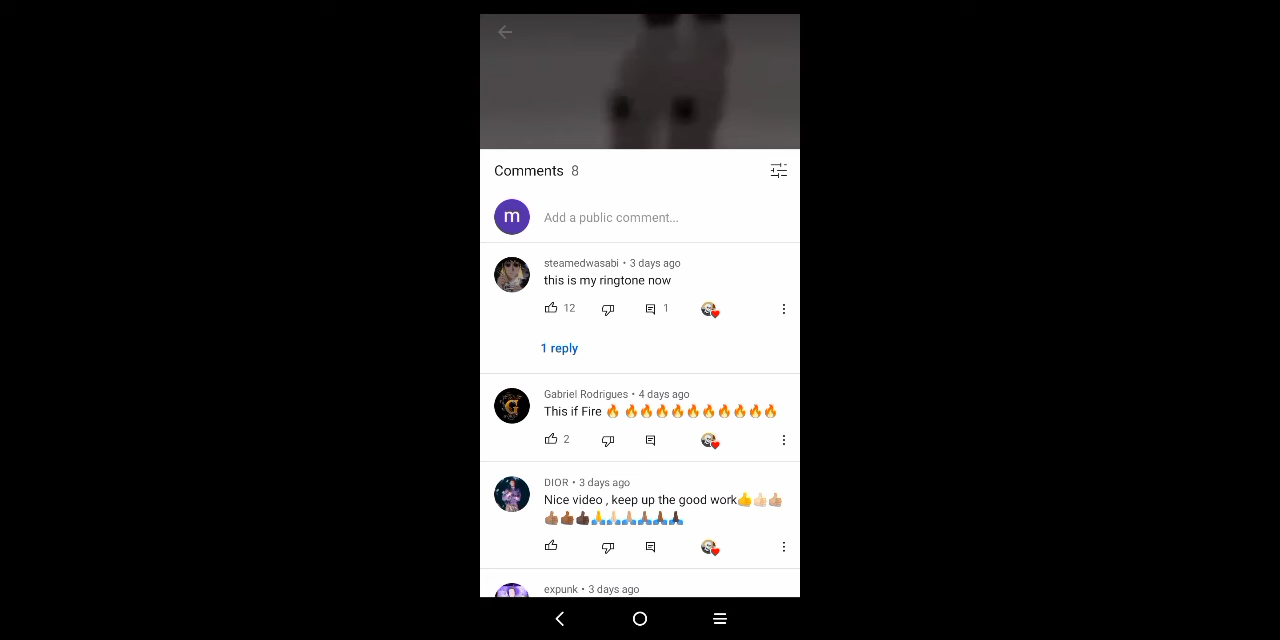 Comments 8
m
Add a public comment...
steamedwasabi • 3 days ago
this is my ringtone now
12
1
1 reply
G
Gabriel Rodrigues • 4 days ago
This if Fire 🔥 🔥🔥🔥🔥🔥🔥🔥🔥🔥🔥
2
DIOR • 3 days ago
Nice video , keep up the good work👍👍🏻👍🏼
👍🏽👍🏾👍🏿🙏🙏🏻🙏🏼🙏🏽🙏🏾🙏🏿
expunk • 3 days ago